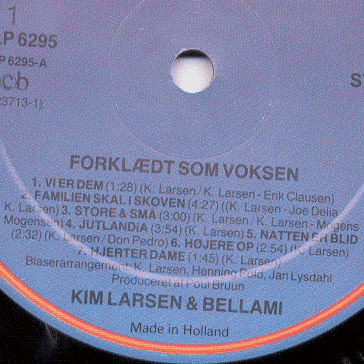 1
LP 6295
P 6295-A
ncb
23713-1)
ST
FORKLÆDT SOM VOKSEN
1. VI ER DEM (1:28) (K. Larsen/K. Larsen - Erik Clausen)
2. FAMILIEN SKAL I SKOVEN (4:27) ((K. Larsen - Joe Delia
K. Larsen) 3. STORE & SMÅ (3:00) (K. Larsen / K. Larsen - Mogens
Mogensen) 4. JUTLANDIA (3:54) (K. Larsen) 5. NATTEN ER BLID
(2:32) (K. Larsen / Don Pedro) 6. HØJERE OP (2:54) (K. Larsen)
7. HJERTER DAME (1:45) (K. Larsen)
Blæserarrangement: K. Larsen, Henning Pold, Jan Lysdahl
Produceret af Poul Bruun
KIM LARSEN & BELLAMI
Made in Holland